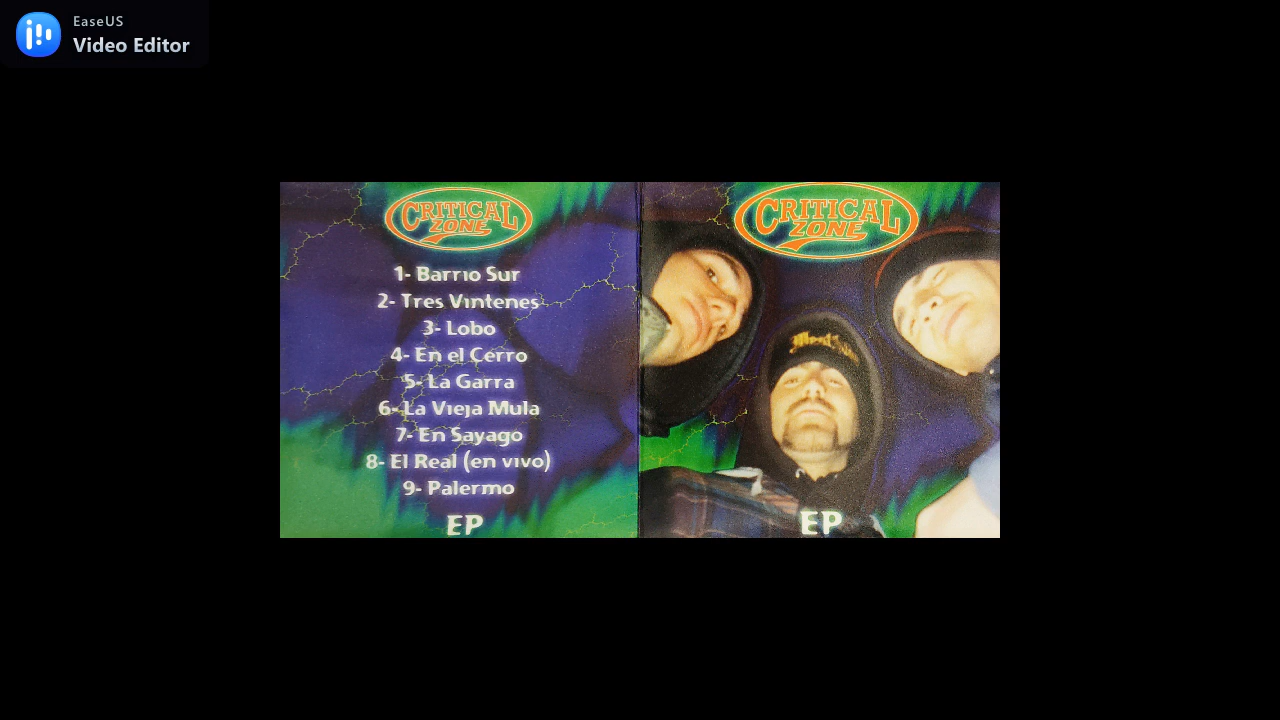 EaseUS
Video Editor
CRITICAL
ZONE
1- Barrio Sur
2- Tres Vintenes
3- Lobo
4- En el Cerro
5- La Garra
6- La Vieja Mula
7- En Sayago
8- El Real (en vivo)
9- Palermo
EP
CRITICAL
ZONE
EP